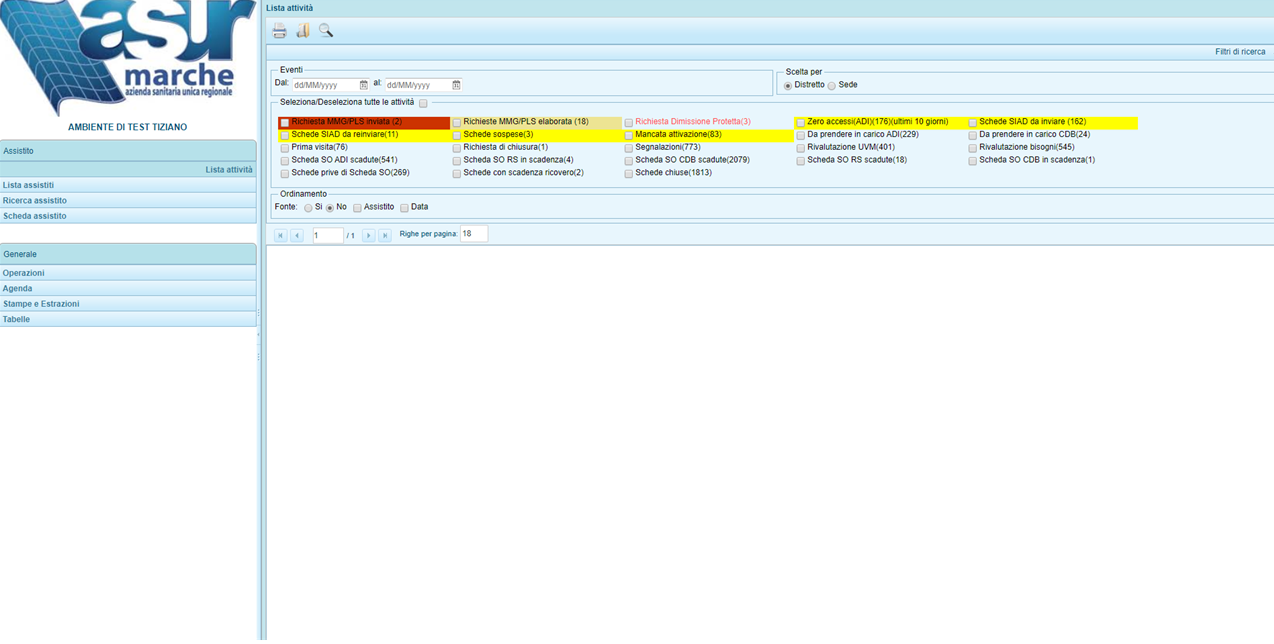 asur
marche
azienda sanitaria unica regionale
AMBIENTE DI TEST TIZIANO
Assistito
Lista attività
Lista assistiti
Ricerca assistito
Scheda assistito
Generale
Operazioni
Agenda
Stampe e Estrazioni
Tabelle
Lista attività
Filtri di ricerca
Eventi
Dal: dd/MM/yyyy al: dd/MM/yyyy
Scelta per
Distretto Sede
Seleziona/Deseleziona tutte le attività
Richiesta MMG/PLS inviata (2) Richieste MMG/PLS elaborata (18) Richiesta Dimissione Protetta(3) Zero accessi(ADI)(176)(ultimi 10 giorni) Schede SIAD da inviare (162)
Schede SIAD da reinviare(11) Schede sospese(3) Mancata attivazione(83) Da prendere in carico ADI(229) Da prendere in carico CDB(24)
Prima visita(76) Richiesta di chiusura(1) Segnalazioni(773) Rivalutazione UVM(401) Rivalutazione bisogni(545)
Scheda SO ADI scadute(541) Scheda SO RS in scadenza(4) Scheda SO CDB scadute(2079) Scheda SO RS scadute(18) Scheda SO CDB in scadenza(1)
Schede prive di Scheda SO(269) Schede con scadenza ricovero(2) Schede chiuse(1813)
Ordinamento
Fonte: Si No Assistito Data
1 / 1 Righe per pagina: 18